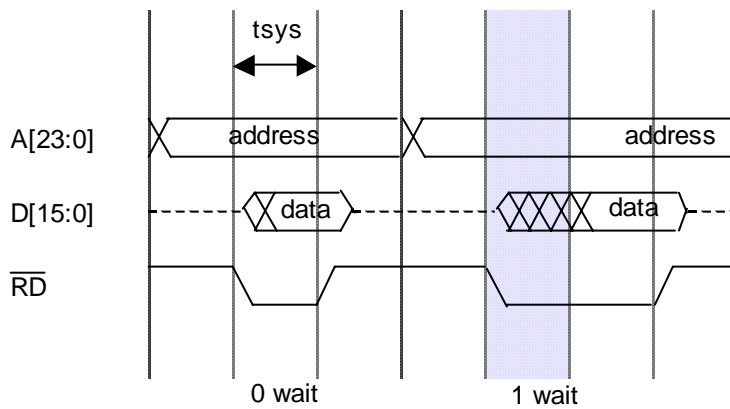 tsys
A[23:0]
address
address
D[15:0]
data
data
RD
0 wait
1 wait